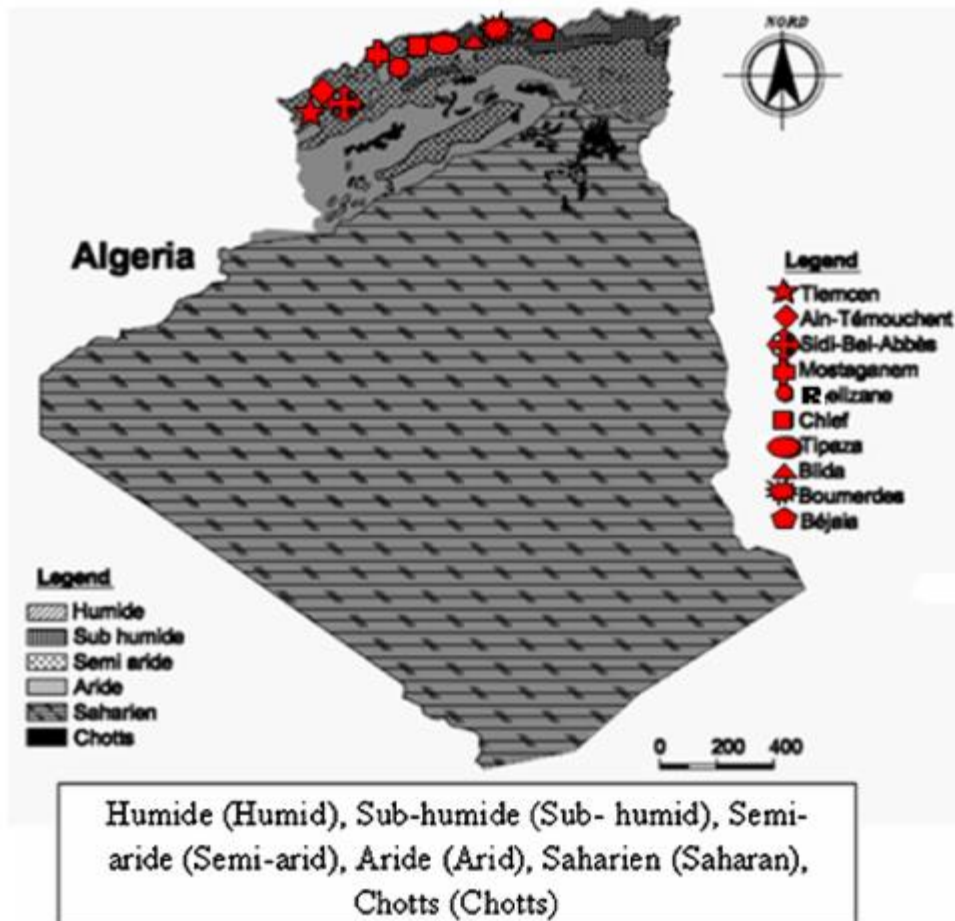 NORD
Algeria
Legend
Tlemcen
Ain-Témouchent
Sidi-Bel-Abbès
Mostaganem
R.elizane
Chlef
Tipaza
Blida
Boumerdes
Béjaia
Legend
Humide
Sub humide
Semi aride
Aride
Saharien
Chotts
0 200 400
Humide (Humid), Sub-humide (Sub- humid), Semi-
aride (Semi-arid), Aride (Arid), Saharien (Saharan),
Chotts (Chotts)